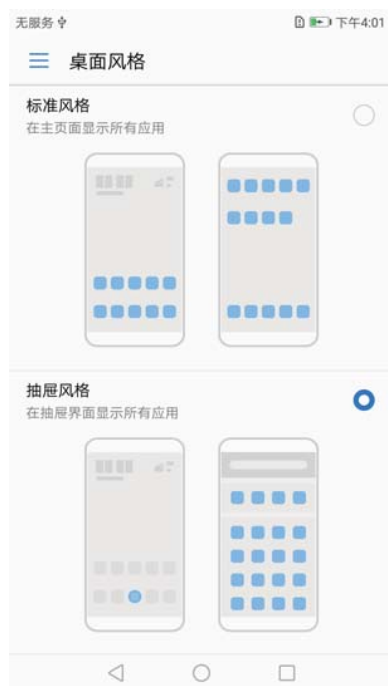 无服务 下午4:01
桌面风格
标准风格
在主页面显示所有应用
抽屉风格
在抽屉界面显示所有应用